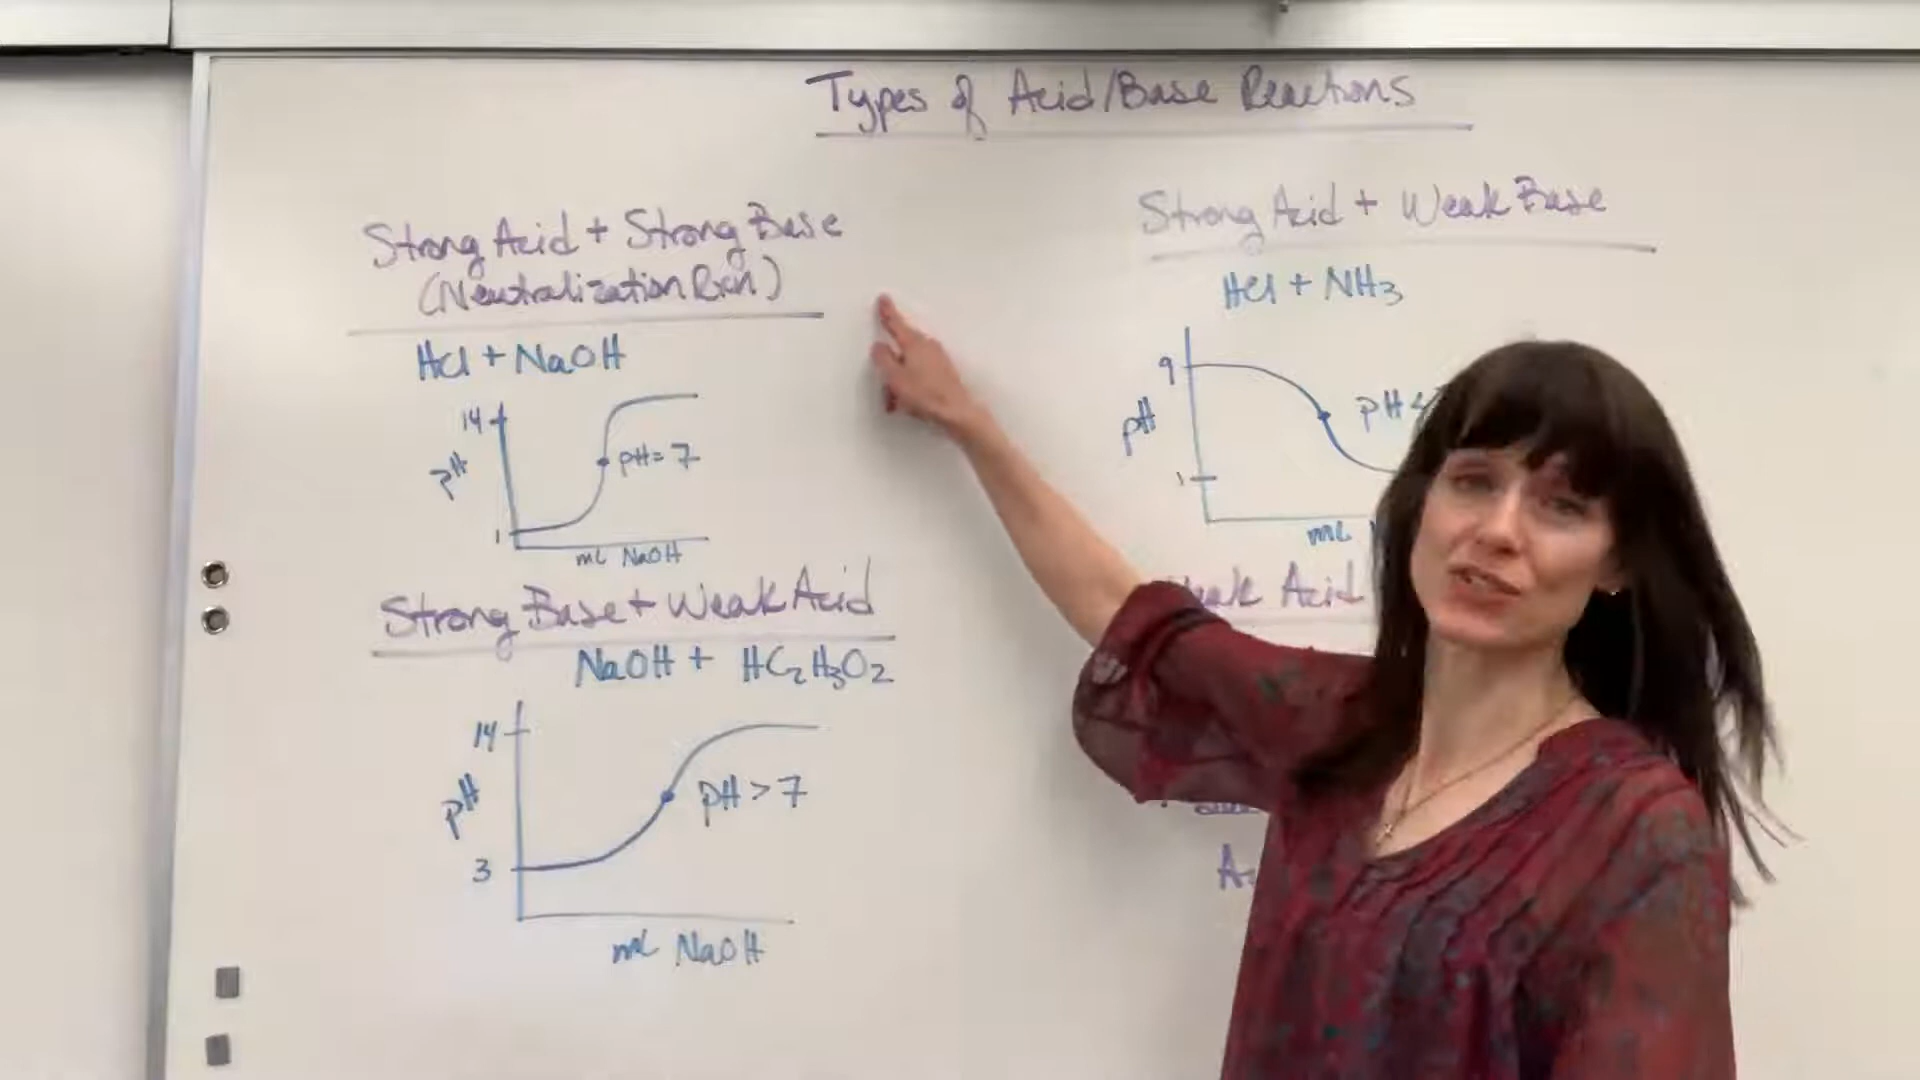 Types of Acid/Base Reactions
Strong Acid + Strong Base
(Neutralization Rxn)
HCl + NaOH
14
pH
pH = 7
1
mL NaOH
Strong Base + Weak Acid
NaOH + HC2H3O2
14
pH
pH > 7
3
mL NaOH
Strong Acid + Weak Base
HCl + NH3
9
pH
pH <
1
mL
Acid